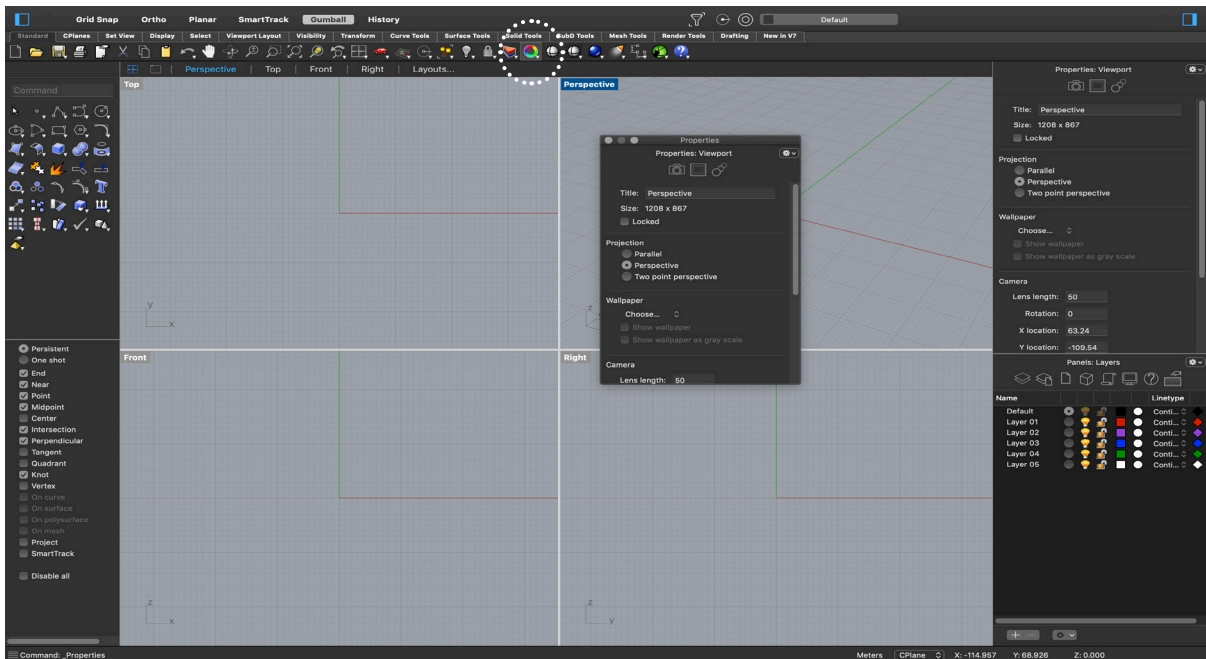 Grid Snap Ortho Planar SmartTrack Gumball History Default
Standard CPlanes Set View Display Select Viewport Layout Visibility Transform Curve Tools Surface Tools Solid Tools SubD Tools Mesh Tools Render Tools Drafting New in V7
Perspective Top Front Right Layouts...
Command
Persistent
One shot
End
Near
Point
Midpoint
Center
Intersection
Perpendicular
Tangent
Quadrant
Knot
Vertex
On curve
On surface
On polysurface
On mesh
Project
SmartTrack
Disable all
Top
y
x
Perspective
z
Front
z
x
Right
z
y
Properties
Properties: Viewport
Title: Perspective
Size: 1208 x 867
Locked
Projection
Parallel
Perspective
Two point perspective
Wallpaper
Choose...
Show wallpaper
Show wallpaper as gray scale
Camera
Lens length: 50
Properties: Viewport
Title: Perspective
Size: 1208 x 867
Locked
Projection
Parallel
Perspective
Two point perspective
Wallpaper
Choose...
Show wallpaper
Show wallpaper as gray scale
Camera
Lens length: 50
Rotation: 0
X location: 63.24
Y location: -109.54
Panels: Layers
Name Linetype
Default Conti...
Layer 01 Conti...
Layer 02 Conti...
Layer 03 Conti...
Layer 04 Conti...
Layer 05 Conti...
Command: _Properties Meters CPlane X: -114.957 Y: 68.926 Z: 0.000